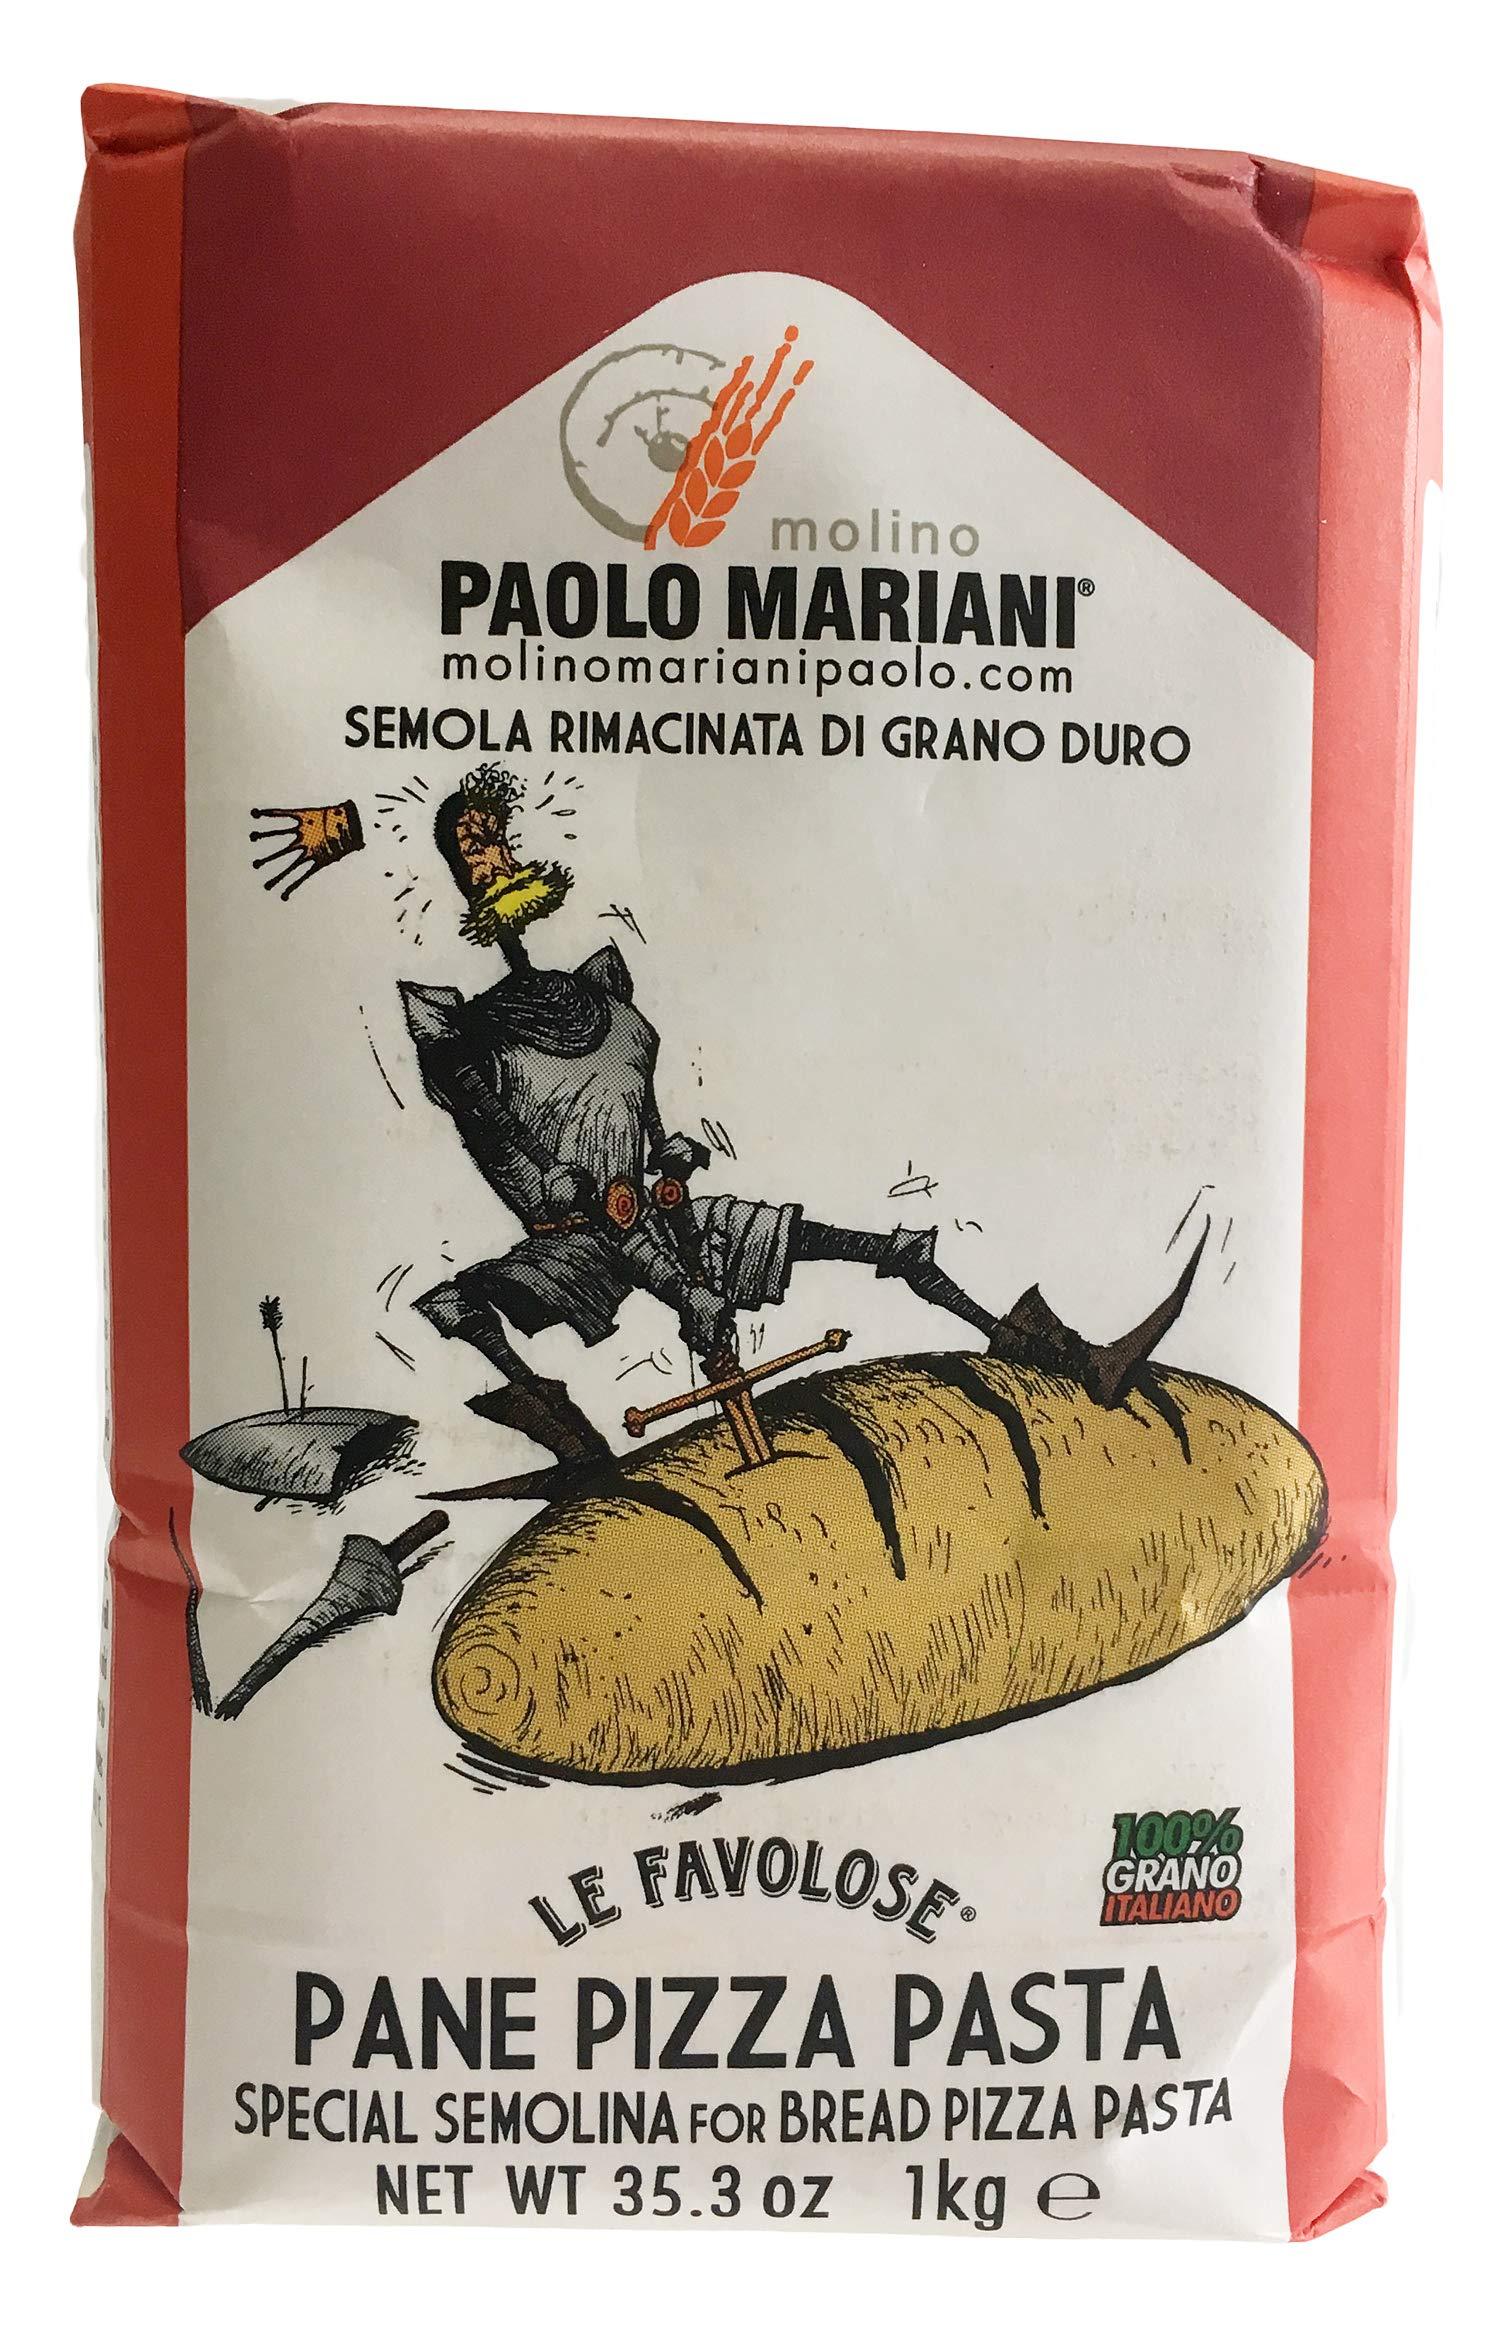 molino
PAOLO MARIANI®
molinomarianipaolo.com
SEMOLA RIMACINATA DI GRANO DURO
LE FAVOLOSE®
100%
GRANO
ITALIANO
PANE PIZZA PASTA
SPECIAL SEMOLINA FOR BREAD PIZZA PASTA
NET WT 35.3 oz 1kg ℮